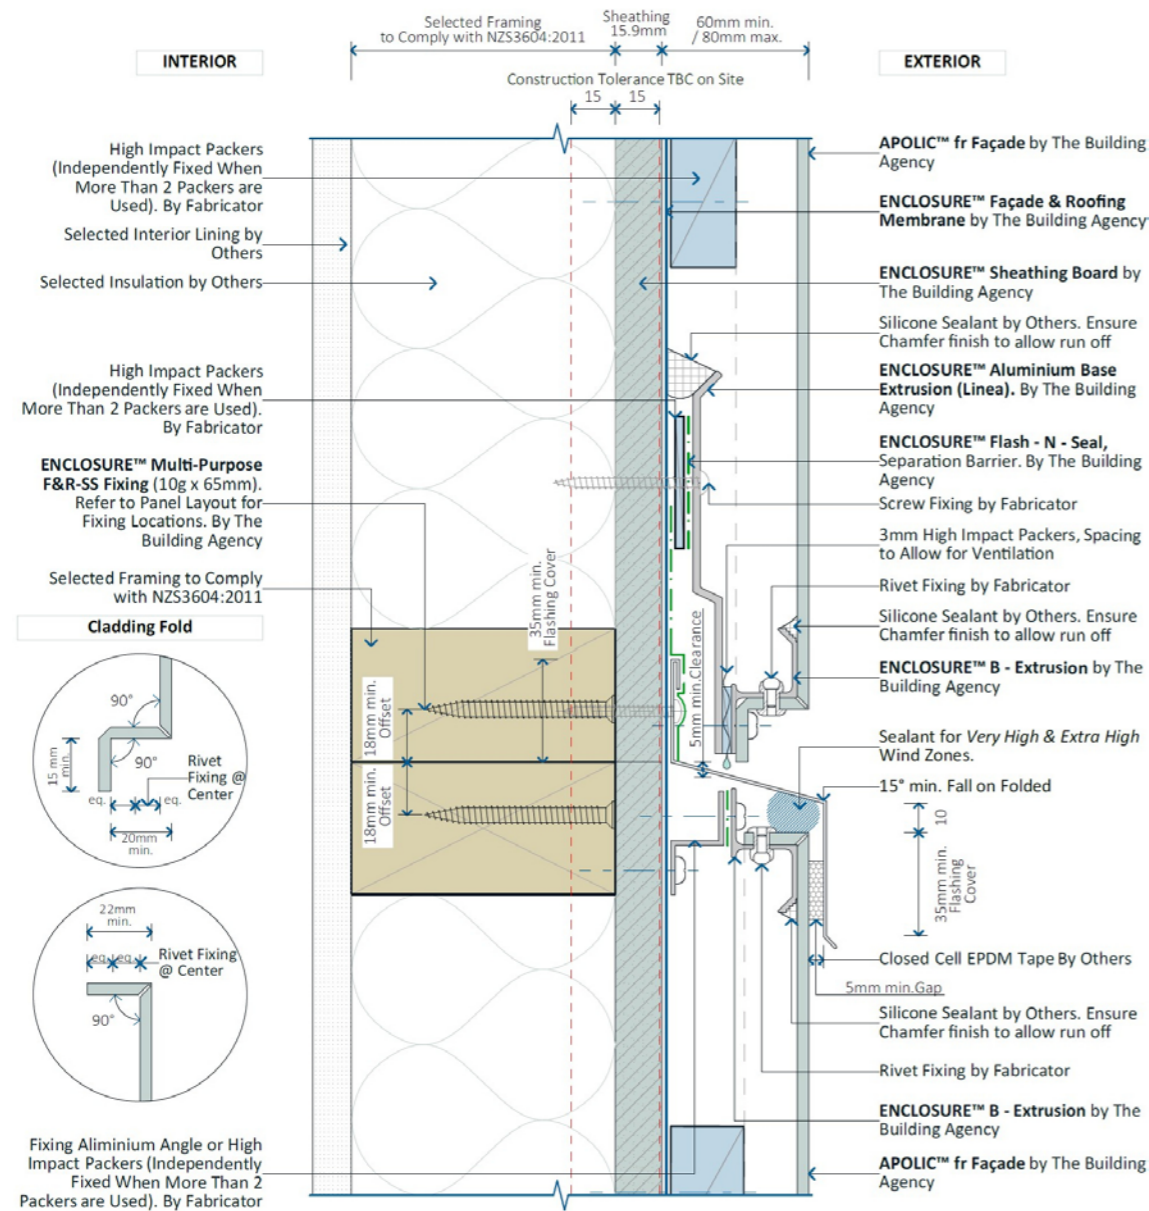 Selected Framing
to Comply with NZS3604:2011
Sheathing
15.9mm
60mm min.
/ 80mm max.
INTERIOR
EXTERIOR
Construction Tolerance TBC on Site
15
15
High Impact Packers
(Independently Fixed When
More Than 2 Packers are
Used). By Fabricator
Selected Interior Lining by
Others
Selected Insulation by Others
High Impact Packers
(Independently Fixed When
More Than 2 Packers are Used).
By Fabricator
ENCLOSURE™ Multi-Purpose
F&R-SS Fixing (10g x 65mm).
Refer to Panel Layout for
Fixing Locations. By The
Building Agency
Selected Framing to Comply
with NZS3604:2011
Cladding Fold
90°
90°
15 mm
min.
Rivet
Fixing @
Center
eq.
eq.
20mm
min.
22mm
min.
eq.
eq.
Rivet Fixing
@ Center
90°
Fixing Aliminium Angle or High
Impact Packers (Independently
Fixed When More Than 2
Packers are Used). By Fabricator
35mm min.
Flashing Cover
18mm min.
Offset
18mm min.
Offset
5mm min.Clearance
APOLIC™ fr Façade by The Building
Agency
ENCLOSURE™ Façade & Roofing
Membrane by The Building Agency
ENCLOSURE™ Sheathing Board by
The Building Agency
Silicone Sealant by Others. Ensure
Chamfer finish to allow run off
ENCLOSURE™ Aluminium Base
Extrusion (Linea). By The Building
Agency
ENCLOSURE™ Flash - N - Seal,
Separation Barrier. By The Building
Agency
Screw Fixing by Fabricator
3mm High Impact Packers, Spacing
to Allow for Ventilation
Rivet Fixing by Fabricator
Silicone Sealant by Others. Ensure
Chamfer finish to allow run off
ENCLOSURE™ B - Extrusion by The
Building Agency
Sealant for Very High & Extra High
Wind Zones.
15° min. Fall on Folded
10
35mm min.
Flashing
Cover
Closed Cell EPDM Tape By Others
5mm min.Gap
Silicone Sealant by Others. Ensure
Chamfer finish to allow run off
Rivet Fixing by Fabricator
ENCLOSURE™ B - Extrusion by The
Building Agency
APOLIC™ fr Façade by The Building
Agency